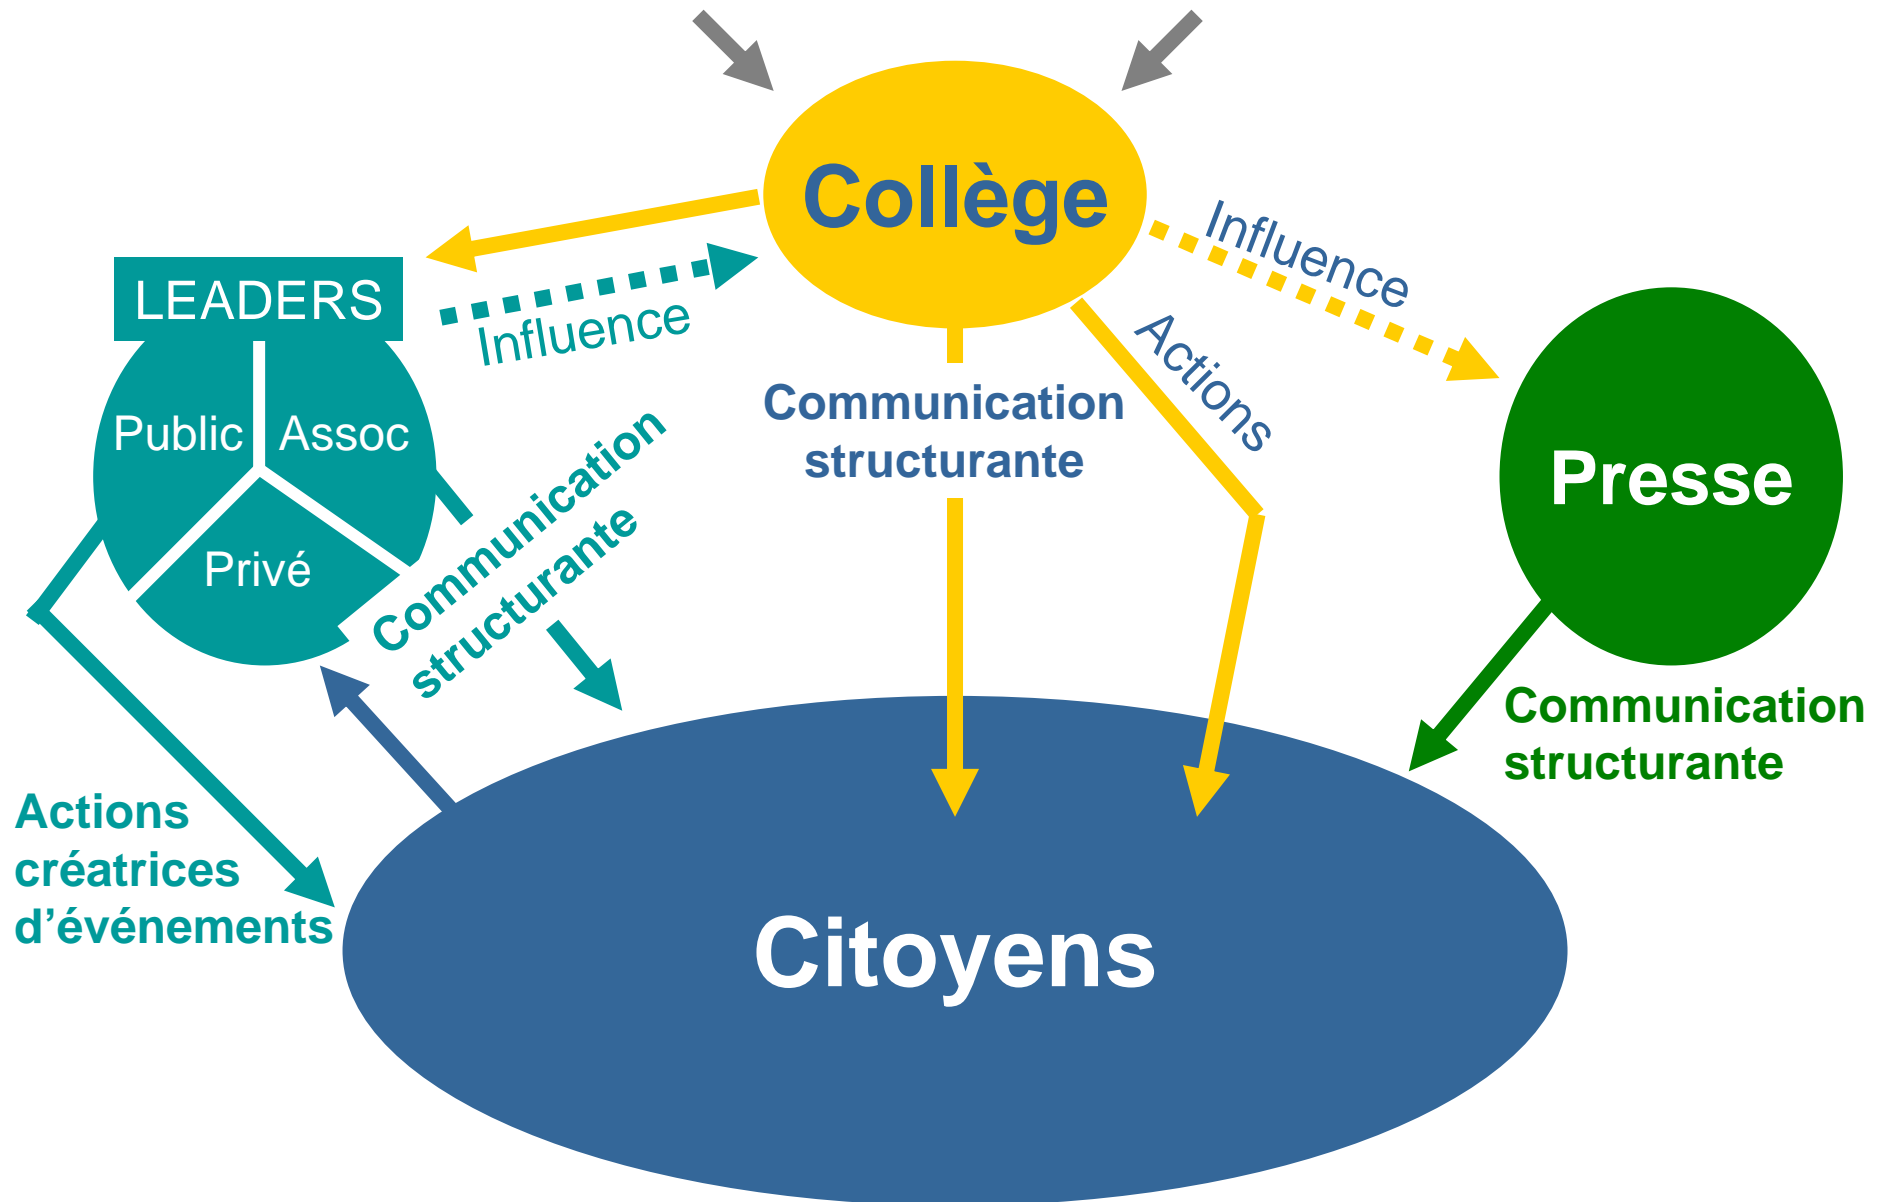 Collège
Influence
LEADERS
Influence
Actions
Public
Assoc
Privé
Communication
structurante
Communication
structurante
Presse
Communication
structurante
Actions
créatrices
d’événements
Citoyens